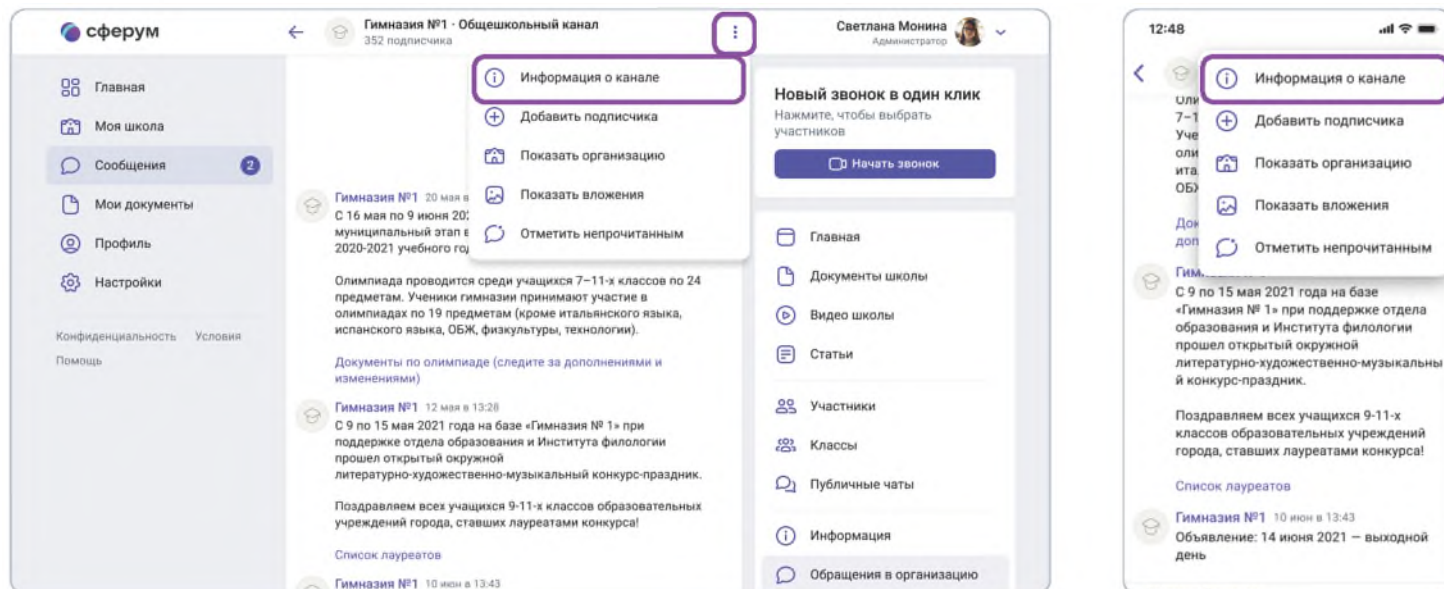 сферум
Гимназия №1 · Общешкольный канал
352 подписчика
Светлана Монина
Администратор
Главная
Моя школа
Сообщения 2
Мои документы
Профиль
Настройки
Конфиденциальность Условия
Помощь
Информация о канале
Добавить подписчика
Показать организацию
Показать вложения
Отметить непрочитанным
Гимназия №1 20 мая в
С 16 мая по 9 июня 20
муниципальный этап в
2020-2021 учебного го
Олимпиада проводится среди учащихся 7–11-х классов по 24
предметам. Ученики гимназии принимают участие в
олимпиадах по 19 предметам (кроме итальянского языка,
испанского языка, ОБЖ, физкультуры, технологии).
Документы по олимпиаде (следите за дополнениями и
изменениями)
Гимназия №1 12 мая в 13:28
С 9 по 15 мая 2021 года на базе «Гимназия № 1» при
поддержке отдела образования и Института филологии
прошел открытый окружной
литературно-художественно-музыкальный конкурс-праздник.
Поздравляем всех учащихся 9-11-х классов образовательных
учреждений города, ставших лауреатами конкурса!
Список лауреатов
Гимназия №1 10 июн в 13:43
Новый звонок в один клик
Нажмите, чтобы выбрать
участников
Начать звонок
Главная
Документы школы
Видео школы
Статьи
Участники
Классы
Публичные чаты
Информация
Обращения в организацию
12:48
Информация о канале
Добавить подписчика
Показать организацию
Показать вложения
Отметить непрочитанным
Оли
7–1
Уче
оли
ита
ОБЖ
Док
доп
Гим
С 9 по 15 мая 2021 года на базе
«Гимназия № 1» при поддержке отдела
образования и Института филологии
прошел открытый окружной
литературно-художественно-музыкальны
й конкурс-праздник.
Поздравляем всех учащихся 9-11-х
классов образовательных учреждений
города, ставших лауреатами конкурса!
Список лауреатов
Гимназия №1 10 июн в 13:43
Объявление: 14 июня 2021 — выходной
день